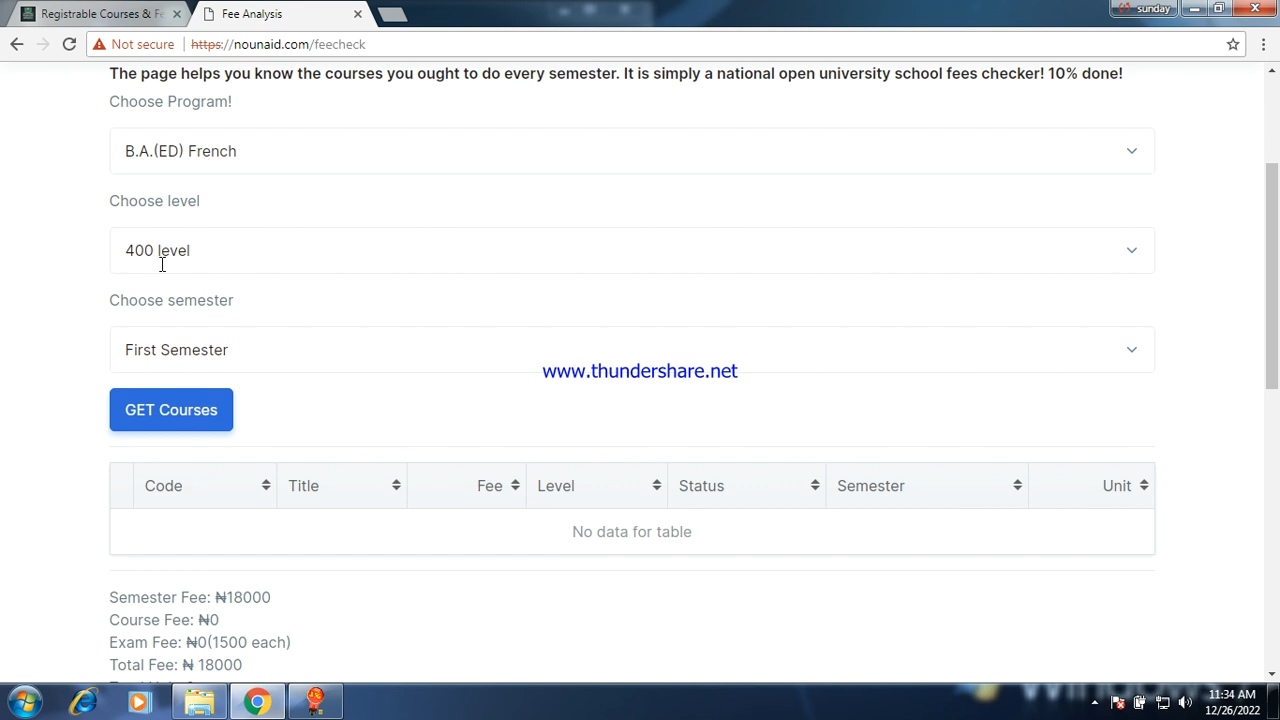 Registrable Courses & Fe
Fee Analysis
sunday
Not secure
https://nounaid.com/feecheck
The page helps you know the courses you ought to do every semester. It is simply a national open university school fees checker! 10% done!
Choose Program!
B.A.(ED) French
Choose level
400 level
Choose semester
First Semester
www.thundershare.net
GET Courses
Code Title Fee Level Status Semester Unit
No data for table
Semester Fee: ₦18000
Course Fee: ₦0
Exam Fee: ₦0(1500 each)
Total Fee: ₦ 18000
11:34 AM
12/26/2022